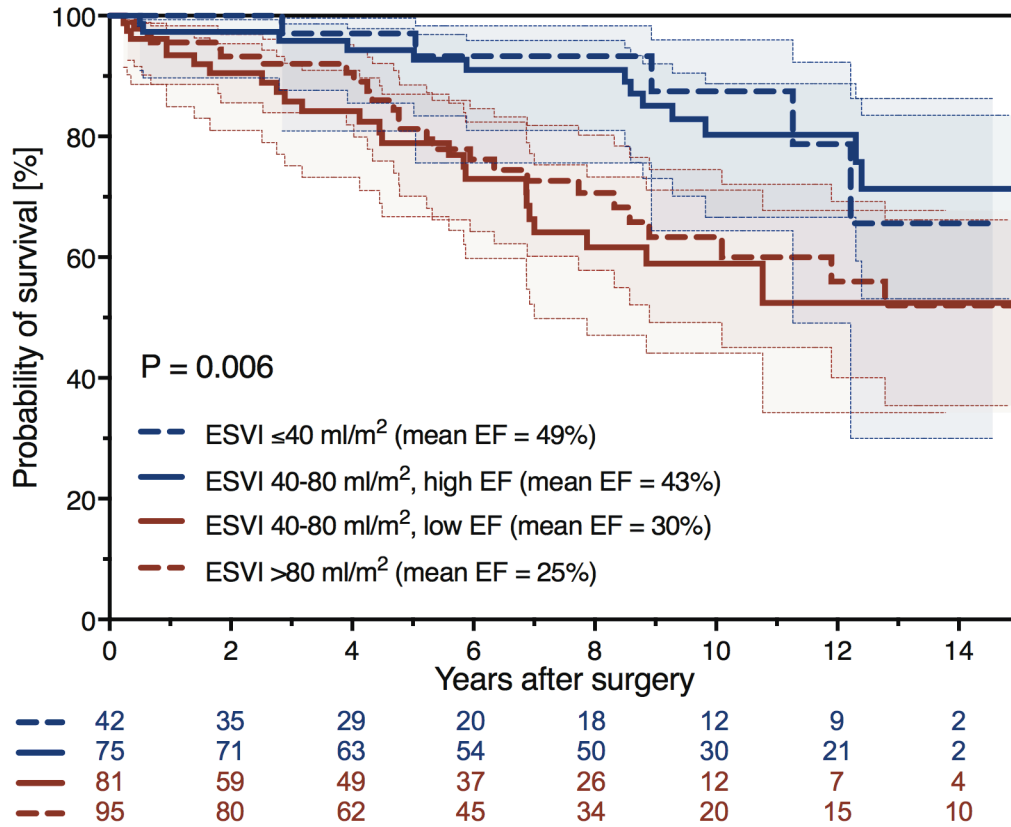 100
80
60
40
20
0
Probability of survival [%]
P = 0.006
ESVI ≤40 ml/m² (mean EF = 49%)
ESVI 40-80 ml/m², high EF (mean EF = 43%)
ESVI 40-80 ml/m², low EF (mean EF = 30%)
ESVI >80 ml/m² (mean EF = 25%)
0 2 4 6 8 10 12 14
Years after surgery
42 35 29 20 18 12 9 2
75 71 63 54 50 30 21 2
81 59 49 37 26 12 7 4
95 80 62 45 34 20 15 10